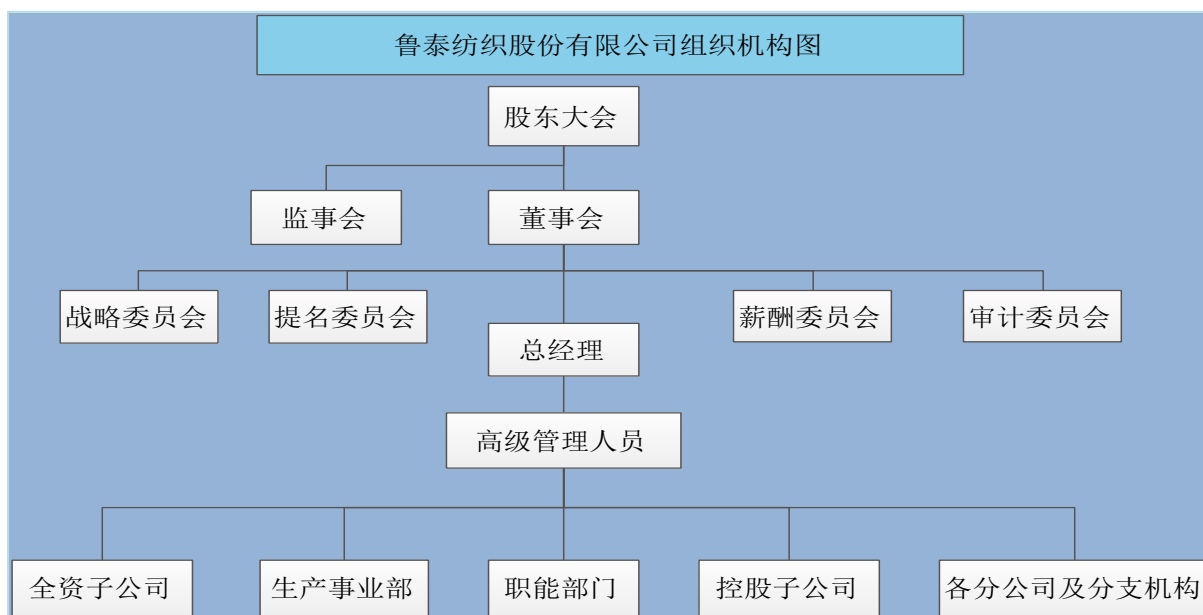 鲁泰纺织股份有限公司组织机构图
股东大会
监事会
董事会
战略委员会
提名委员会
薪酬委员会
审计委员会
总经理
高级管理人员
全资子公司
生产事业部
职能部门
控股子公司
各分公司及分支机构